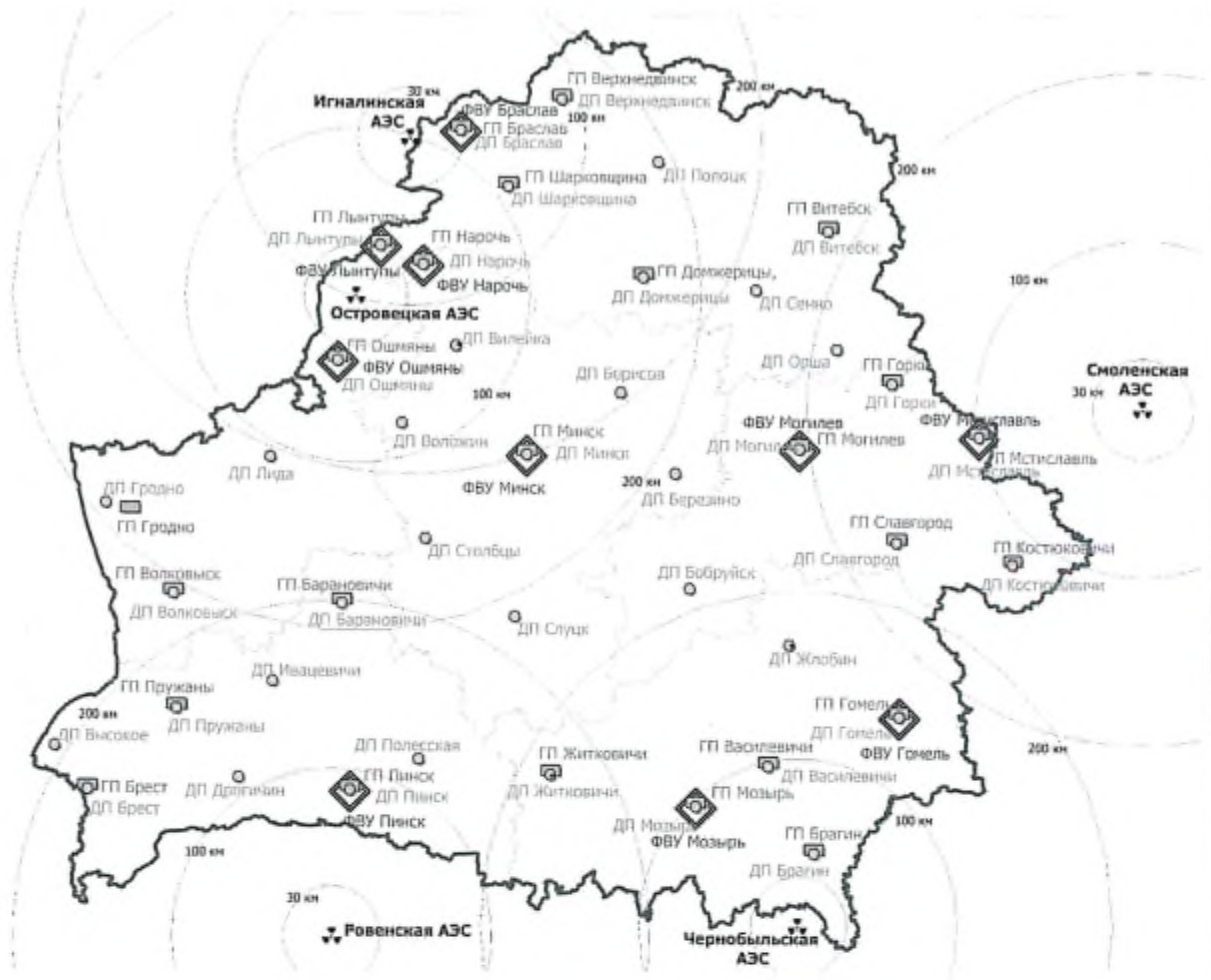 ГП Верхнедвинск
ДП Верхнедвинск
30 км
200 км
100 км
Игналинская
АЭС
ФВУ Браслав
ГП Браслав
ДП Браслав
ДП Полоцк
200 км
ГП Шарковщина
ДП Шарковщина
ГП Лынтупы
ДП Лынтупы
ФВУ Лынтупы
ГП Нарочь
ДП Нарочь
ФВУ Нарочь
ГП Витебск
ДП Витебск
ГП Домжерицы,
ДП Домжерицы
ДП Сенно
100 км
Островецкая АЭС
ГП Ошмяны
ФВУ Ошмяны
ДП Ошмяны
ДП Вилейка
ДП Орша
ГП Горки
ДП Горки
Смоленская
АЭС
30 км
100 км
ДП Борисов
ДП Воложин
ГП Минск
ДП Минск
ФВУ Минск
ФВУ Могилев
ДП Могилев
ГП Могилев
ФВУ Мстиславль
ГП Мстиславль
ДП Мстиславль
ДП Лида
200 км
ДП Березино
ДП Гродно
ГП Гродно
ДП Столбцы
ГП Славгород
ДП Славгород
ГП Костюковичи
ДП Костюковичи
ГП Волковыск
ДП Волковыск
ГП Барановичи
ДП Барановичи
ДП Бобруйск
ДП Слуцк
ДП Жлобин
ДП Ивацевичи
ГП Пружаны
ДП Пружаны
200 км
ДП Высокое
ГП Гомель
ДП Гомель
ФВУ Гомель
200 км
ДП Полесская
ГП Житковичи
ДП Житковичи
ГП Василевичи
ДП Василевичи
ГП Брест
ДП Брест
ДП Дрогичин
ГП Пинск
ДП Пинск
ФВУ Пинск
ГП Мозырь
ДП Мозырь
ФВУ Мозырь
100 км
100 км
ГП Брагин
ДП Брагин
30 км
Ровенская АЭС
Чернобыльская
АЭС